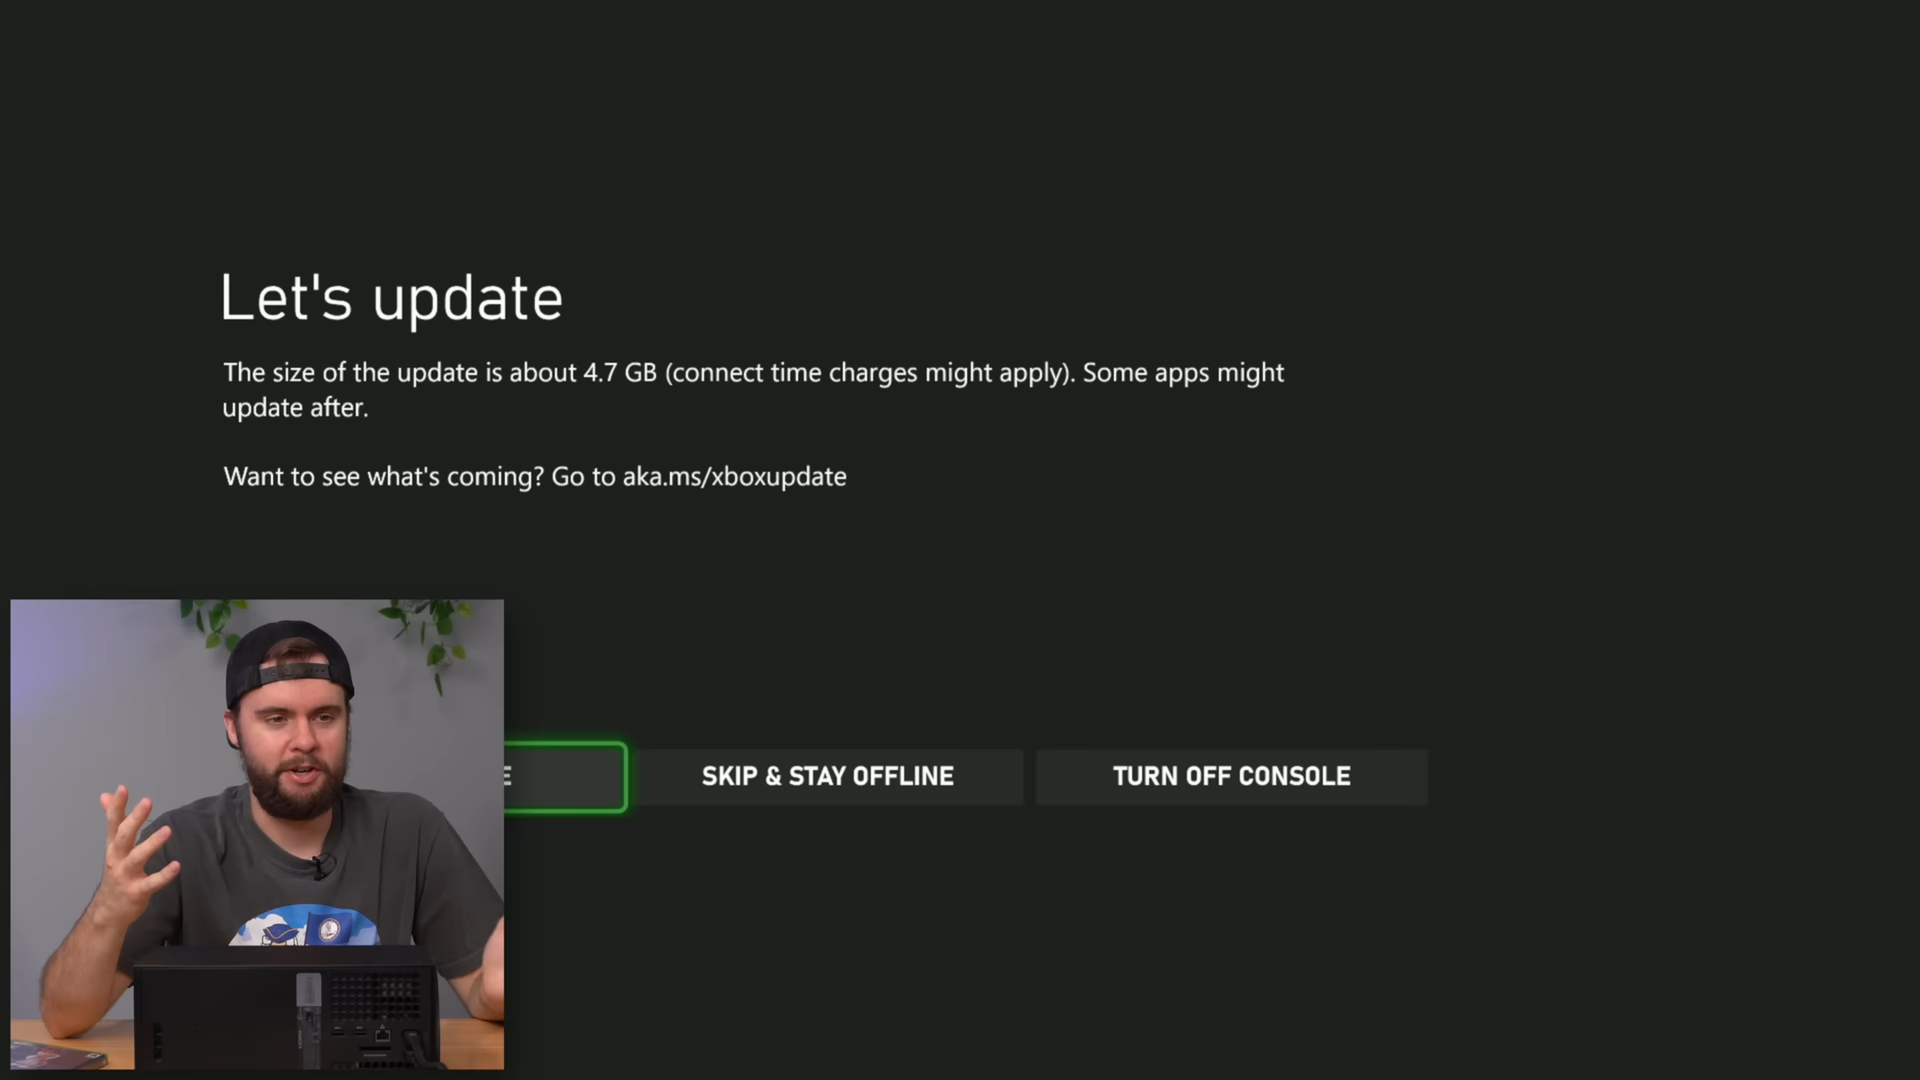 Let's update
The size of the update is about 4.7 GB (connect time charges might apply). Some apps might
update after.
Want to see what's coming? Go to aka.ms/xboxupdate
E
SKIP & STAY OFFLINE
TURN OFF CONSOLE